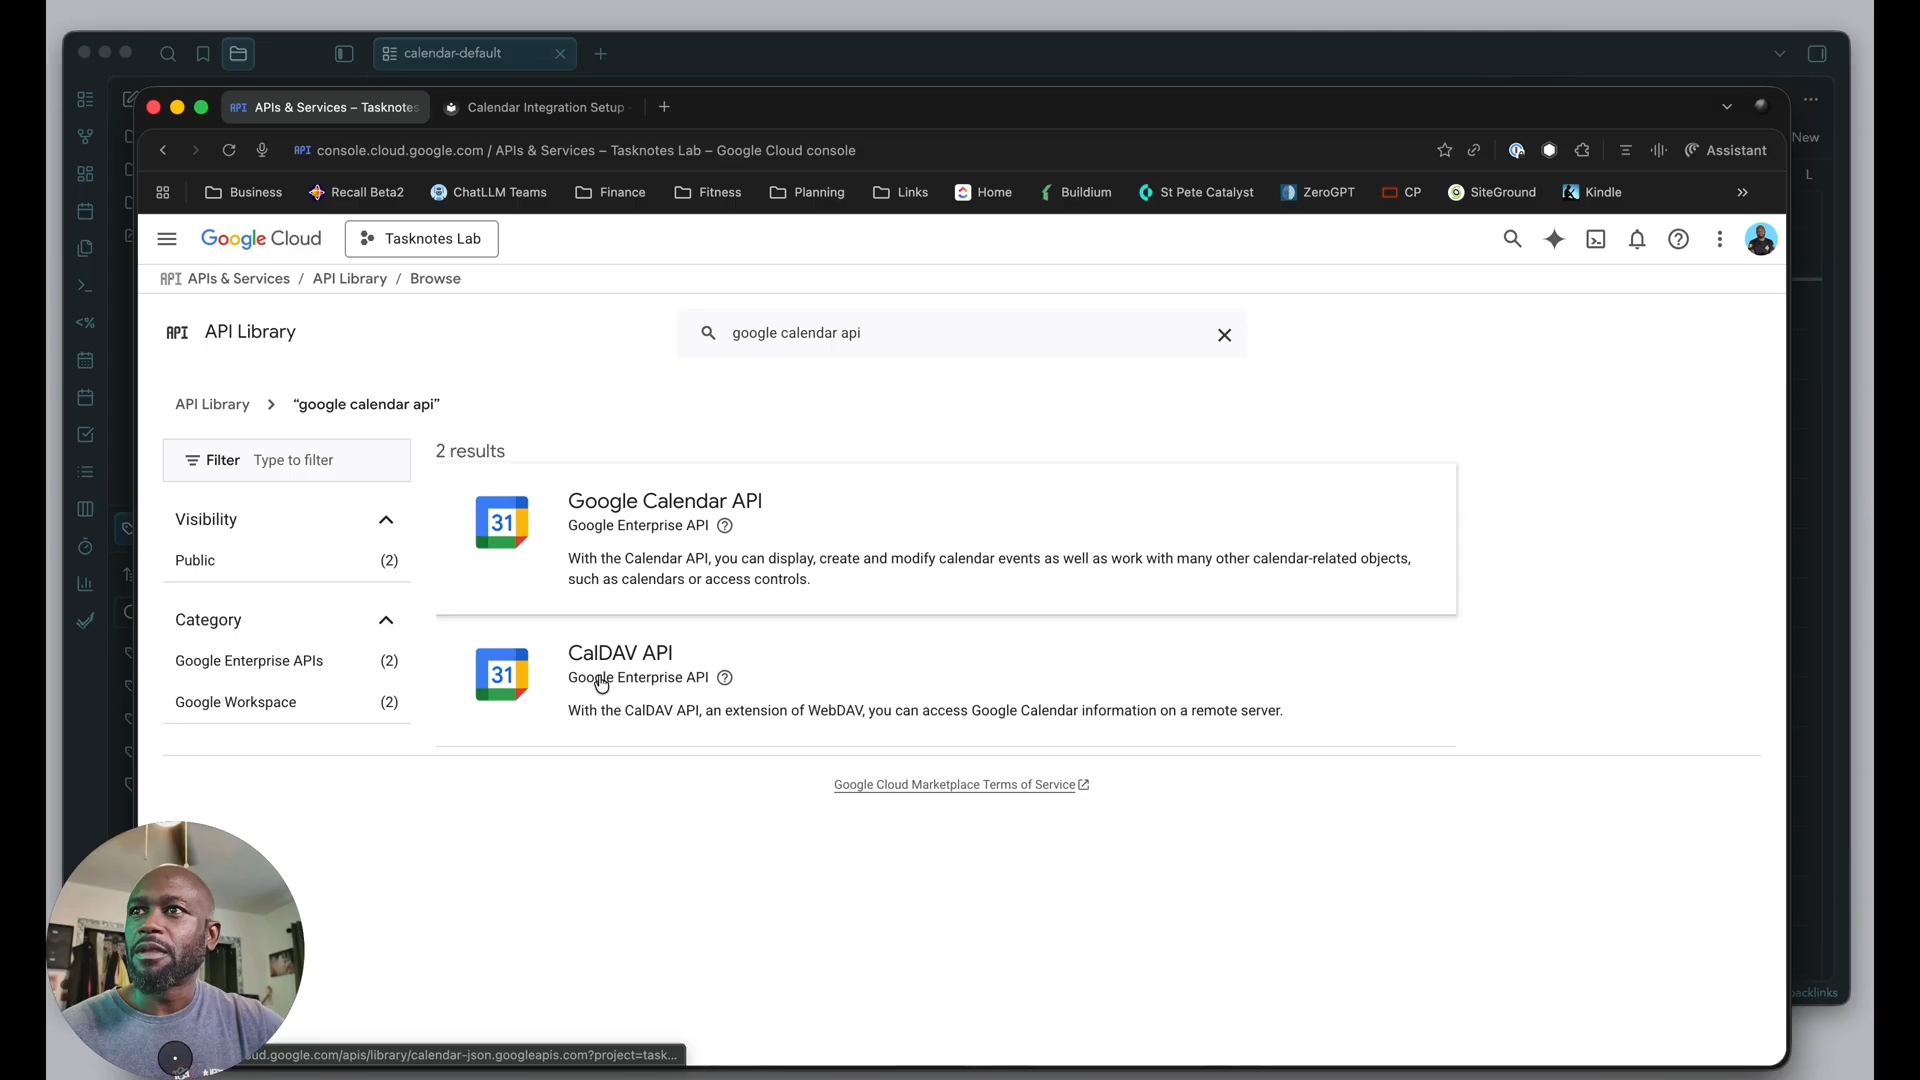 calendar-default
APIs & Services – Tasknotes
Calendar Integration Setup
New
API console.cloud.google.com / APIs & Services – Tasknotes Lab – Google Cloud console
Assistant
Business
Recall Beta2
ChatLLM Teams
Finance
Fitness
Planning
Links
Home
Buildium
St Pete Catalyst
ZeroGPT
CP
SiteGround
Kindle
L
Google Cloud
Tasknotes Lab
API APIs & Services / API Library / Browse
API API Library
google calendar api
API Library > “google calendar api”
Filter Type to filter
2 results
Visibility
Public (2)
Category
Google Enterprise APIs (2)
Google Workspace (2)
31
Google Calendar API
Google Enterprise API
With the Calendar API, you can display, create and modify calendar events as well as work with many other calendar-related objects,
such as calendars or access controls.
31
CalDAV API
Google Enterprise API
With the CalDAV API, an extension of WebDAV, you can access Google Calendar information on a remote server.
Google Cloud Marketplace Terms of Service
backlinks
oud.google.com/apis/library/calendar-json.googleapis.com?project=task...